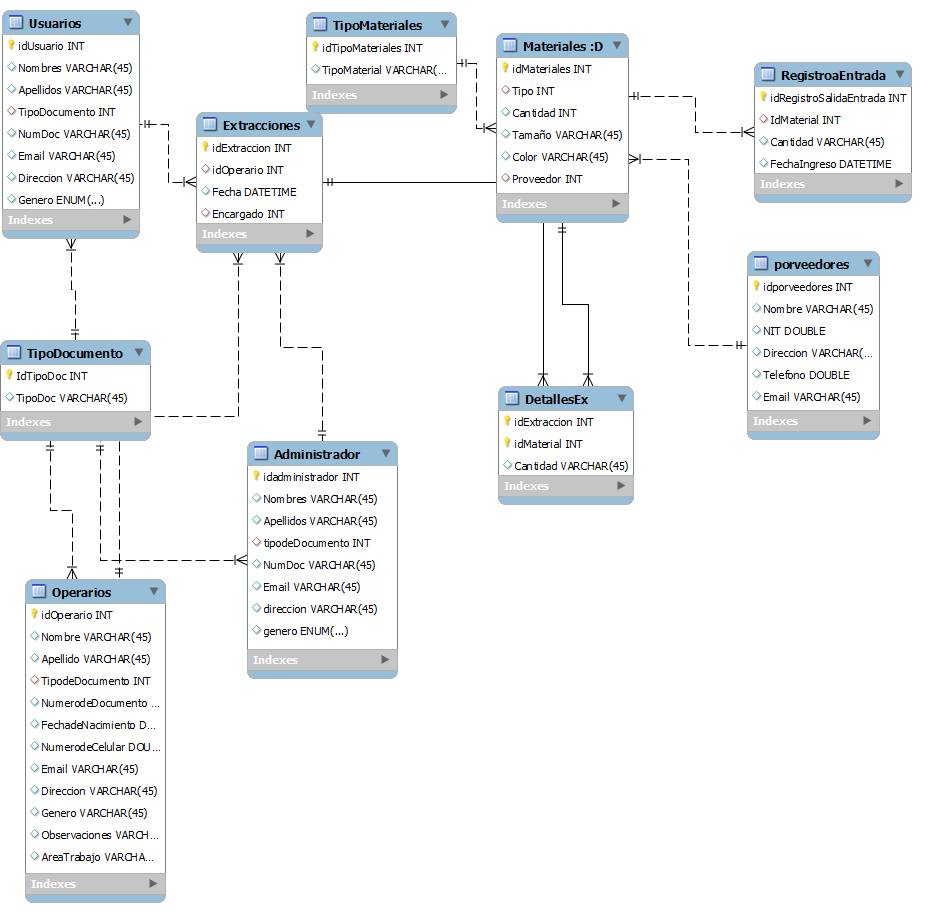 Usuarios
idUsuario INT
Nombres VARCHAR(45)
Apellidos VARCHAR(45)
TipoDocumento INT
NumDoc VARCHAR(45)
Email VARCHAR(45)
Direccion VARCHAR(45)
Genero ENUM(...)
Indexes
TipoMateriales
idTipoMateriales INT
TipoMaterial VARCHAR(...
Indexes
Materiales :D
idMateriales INT
Tipo INT
Cantidad INT
Tamaño VARCHAR(45)
Color VARCHAR(45)
Proveedor INT
Indexes
RegistroaEntrada
idRegistroSalidaEntrada INT
IdMaterial INT
Cantidad VARCHAR(45)
FechaIngreso DATETIME
Indexes
Extracciones
idExtraccion INT
idOperario INT
Fecha DATETIME
Encargado INT
Indexes
porveedores
idporveedores INT
Nombre VARCHAR(45)
NIT DOUBLE
Direccion VARCHAR(...
Telefono DOUBLE
Email VARCHAR(45)
Indexes
TipoDocumento
IdTipoDoc INT
TipoDoc VARCHAR(45)
Indexes
DetallesEx
idExtraccion INT
idMaterial INT
Cantidad VARCHAR(45)
Indexes
Administrador
idadministrador INT
Nombres VARCHAR(45)
Apellidos VARCHAR(45)
tipodeDocumento INT
NumDoc VARCHAR(45)
Email VARCHAR(45)
direccion VARCHAR(45)
genero ENUM(...)
Indexes
Operarios
idOperario INT
Nombre VARCHAR(45)
Apellido VARCHAR(45)
TipodeDocumento INT
NumerodeDocumento ...
FechadeNacimiento D...
NumerodeCelular DOU...
Email VARCHAR(45)
Direccion VARCHAR(45)
Genero VARCHAR(45)
Observaciones VARCH...
AreaTrabajo VARCHA...
Indexes